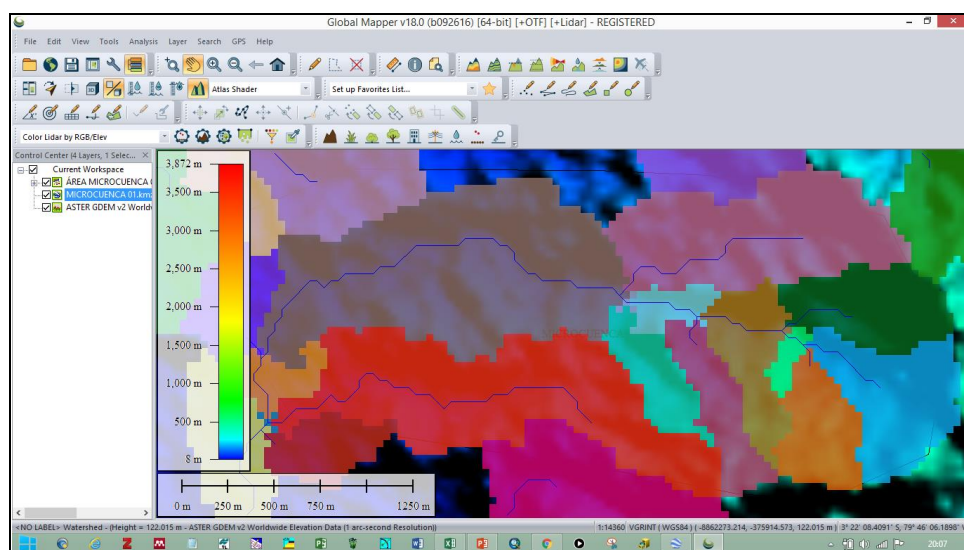 Global Mapper v18.0 (b092616) [64-bit] [+OTF] [+Lidar] - REGISTERED
File Edit View Tools Analysis Layer Search GPS Help
Atlas Shader
Set up Favorites List...
Color Lidar by RGB/Elev
Control Center (4 Layers, 1 Selec...
Current Workspace
ÁREA MICROCUENCA
MICROCUENCA 01.kmz
ASTER GDEM v2 Worldw
3,872 m
3,500 m
3,000 m
2,500 m
2,000 m
1,500 m
1,000 m
500 m
8 m
0 m 250 m 500 m 750 m 1250 m
<NO LABEL> Watershed - (Height = 122.015 m - ASTER GDEM v2 Worldwide Elevation Data (1 arc-second Resolution))
1:14360 VGRINT (WGS84) (-8862273.214, -375914.573, 122.015 m) 3° 22' 08.4091" S, 79° 46' 06.1898" W
20:07